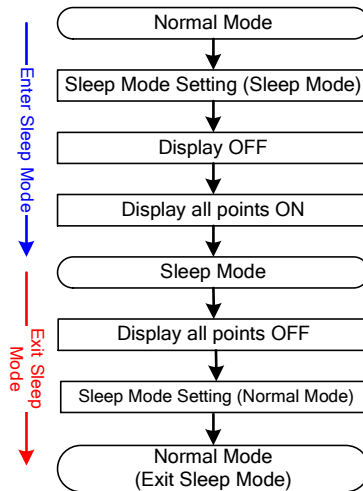 Normal Mode
Sleep Mode Setting (Sleep Mode)
Display OFF
Display all points ON
Sleep Mode
Display all points OFF
Sleep Mode Setting (Normal Mode)
Normal Mode
(Exit Sleep Mode)
Enter Sleep Mode
Exit Sleep
Mode